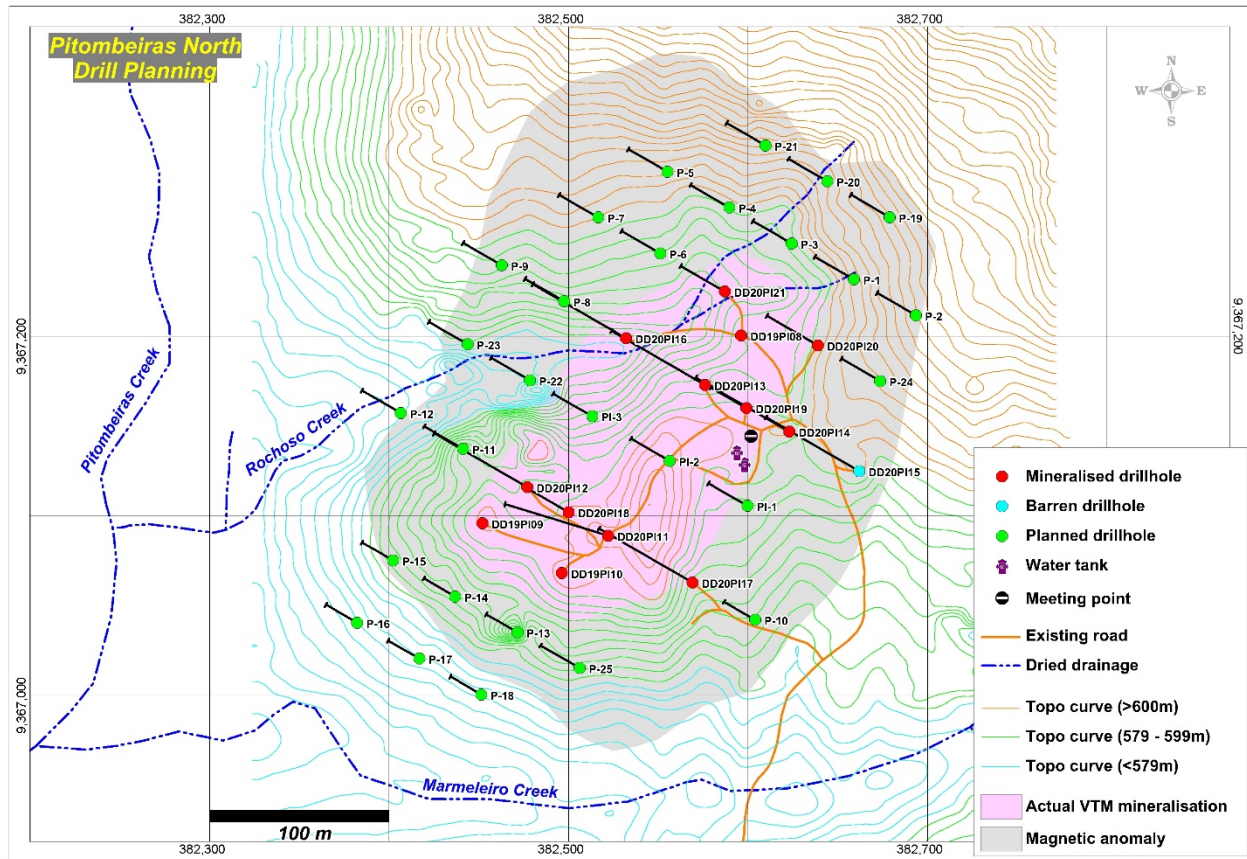 382,300
382,500
382,700
Pitombeiras North
Drill Planning
N
W
E
S
P-21
P-5
P-20
P-4
P-19
P-7
P-3
P-6
P-9
P-1
DD20PI21
P-8
P-2
9,367,200
9,367,200
DD20PI16
DD19PI08
P-23
DD20PI20
P-22
P-24
DD20PI13
P-12
PI-3
DD20PI19
Rochoso Creek
Pitombeiras Creek
DD20PI14
P-11
PI-2
DD20PI15
DD20PI12
PI-1
DD20PI18
DD19PI09
DD20PI11
P-15
DD19PI10
DD20PI17
P-14
P-16
P-10
P-13
P-17
P-25
P-18
9,367,000
Marmeleiro Creek
100 m
382,300
382,500
382,700
Mineralised drillhole
Barren drillhole
Planned drillhole
Water tank
Meeting point
Existing road
Dried drainage
Topo curve (>600m)
Topo curve (579 - 599m)
Topo curve (<579m)
Actual VTM mineralisation
Magnetic anomaly